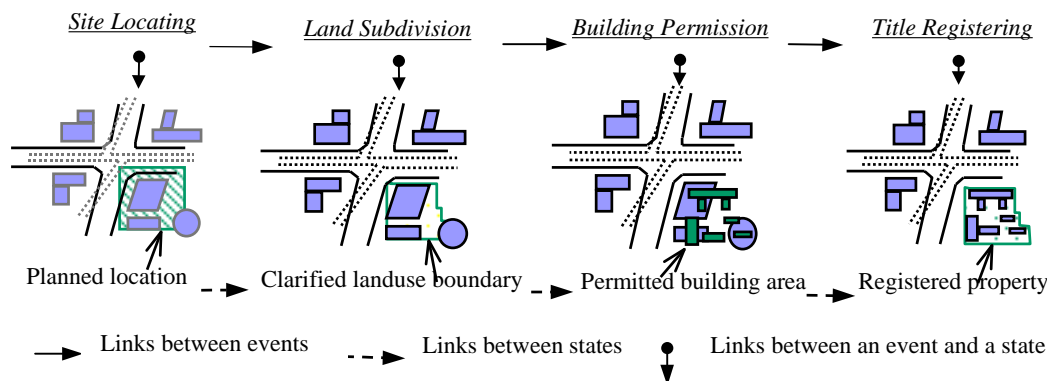 Site Locating
Land Subdivision
Building Permission
Title Registering
Planned location
Clarified landuse boundary
Permitted building area
Registered property
Links between events
Links between states
Links between an event and a state